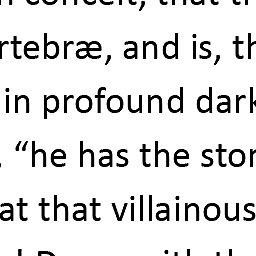 conceit, that th
rtebræ, and is, th
in profound dark
, “he has the stor
at that villainous